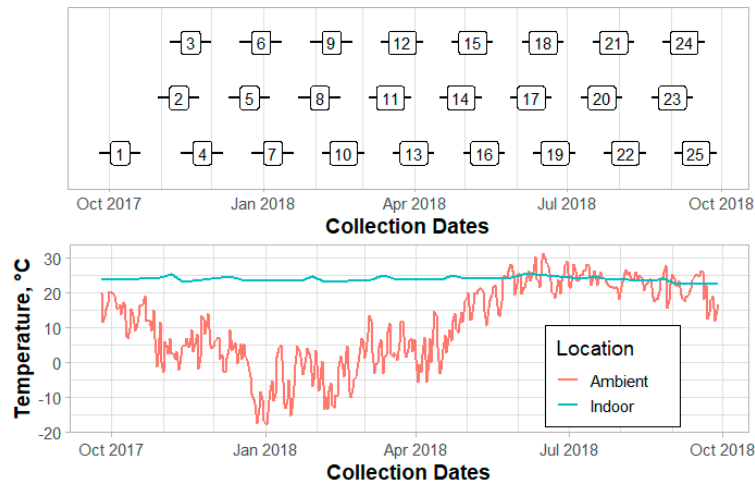 3 6 9 12 15 18 21 24
2 5 8 11 14 17 20 23
1 4 7 10 13 16 19 22 25
Oct 2017 Jan 2018 Apr 2018 Jul 2018 Oct 2018
Collection Dates
Temperature, °C
30
20
10
0
-10
-20
Location
Ambient
Indoor
Oct 2017 Jan 2018 Apr 2018 Jul 2018 Oct 2018
Collection Dates